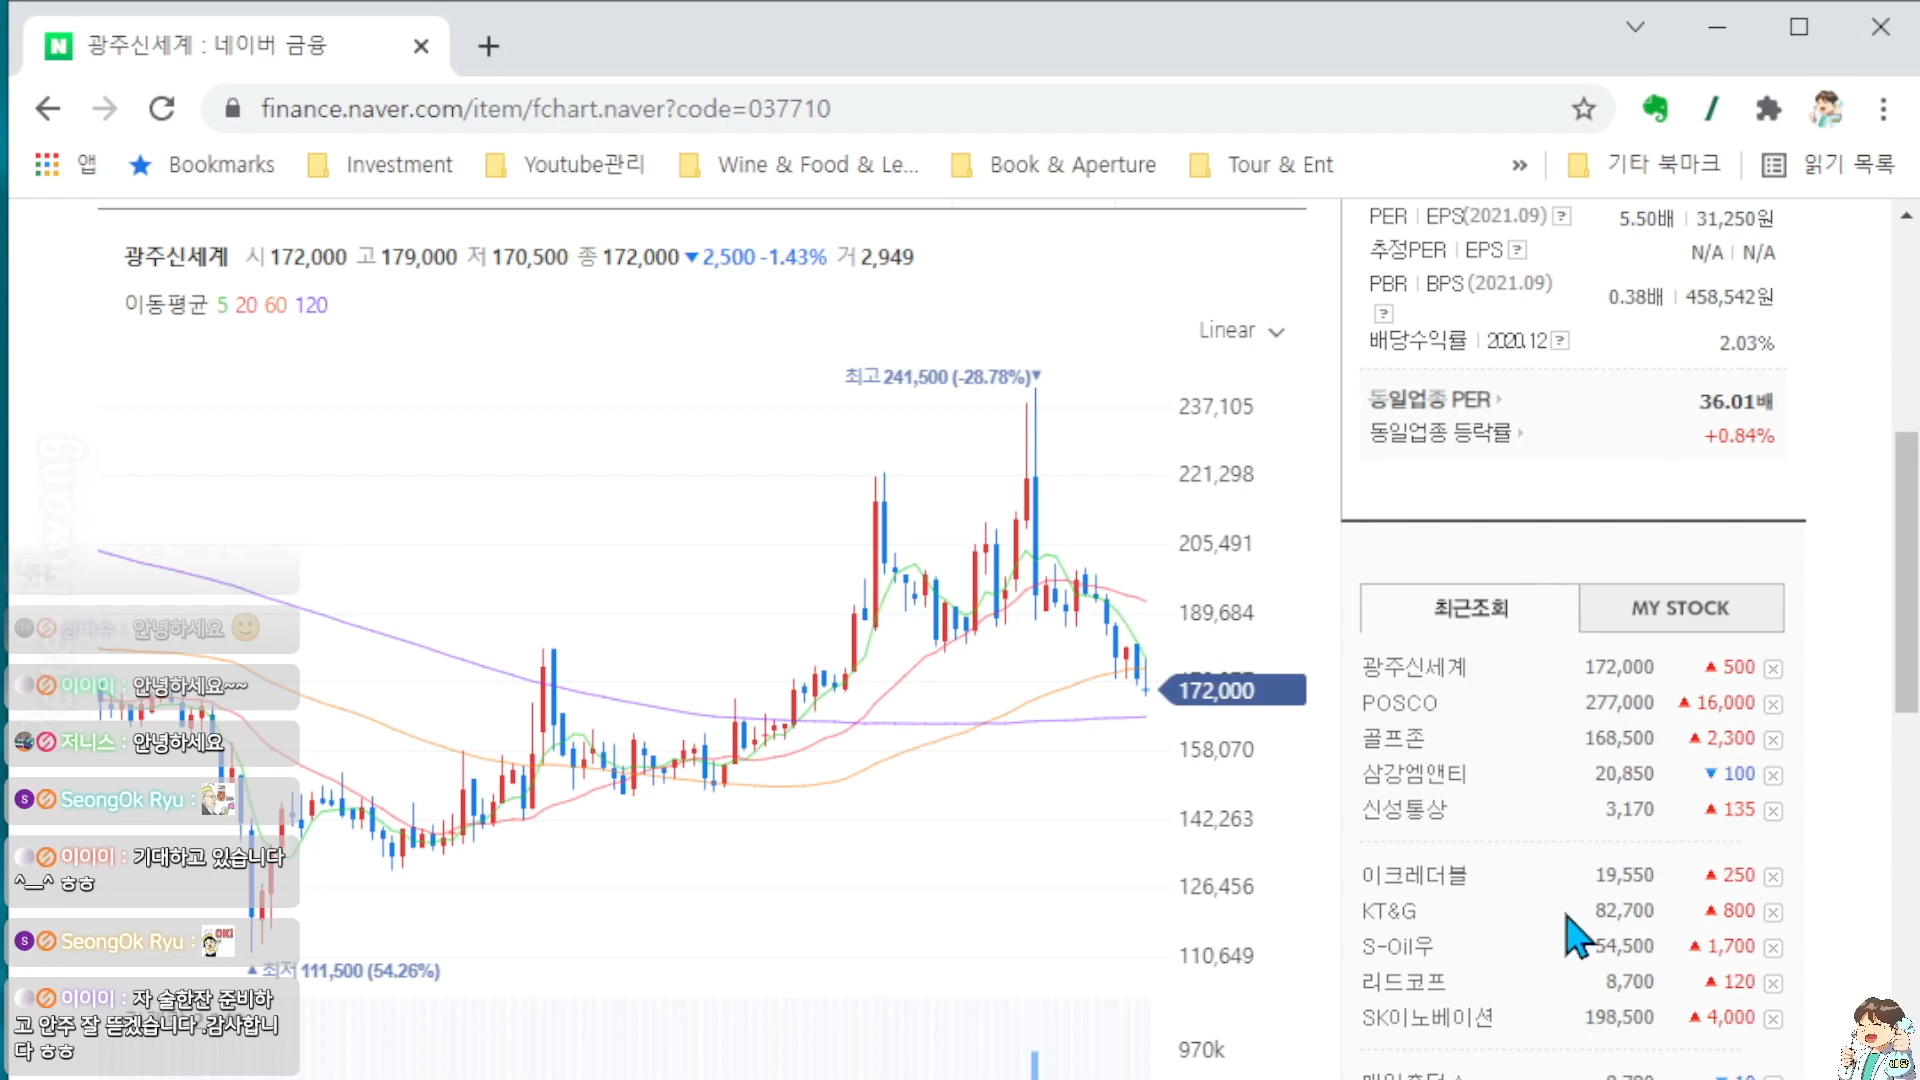 광주신세계 : 네이버 금융
finance.naver.com/item/fchart.naver?code=037710
앱 Bookmarks Investment Youtube관리 Wine & Food & Le... Book & Aperture Tour & Ent » 기타 북마크 읽기 목록
광주신세계 시 172,000 고 179,000 저 170,500 종 172,000 ▼2,500 -1.43% 거 2,949
이동평균 5 20 60 120
Linear
최고 241,500 (-28.78%)▼
237,105
221,298
205,491
189,684
172,000
158,070
142,263
126,456
110,649
▲최저 111,500 (54.26%)
970k
안녕하세요
이이이 : 안녕하세요~~
저니스 : 안녕하세요
SeongOk Ryu :
이이이 : 기대하고 있습니다
^__^ ㅎㅎ
SeongOk Ryu :
OK!
이이이 : 자 술한잔 준비하
고 안주 잘 뜯겠습니다 .감사합니
다 ㅎㅎ
PER | EPS(2021.09) ? 5.50배 | 31,250원
추정PER | EPS ? N/A | N/A
PBR | BPS (2021.09) ? 0.38배 | 458,542원
배당수익률 | 2020.12 ? 2.03%
동일업종 PER 36.01배
동일업종 등락률 +0.84%
최근조회 MY STOCK
광주신세계 172,000 ▲ 500
POSCO 277,000 ▲ 16,000
골프존 168,500 ▲ 2,300
삼강엠앤티 20,850 ▼ 100
신성통상 3,170 ▲ 135
이크레더블 19,550 ▲ 250
KT&G 82,700 ▲ 800
S-Oil우 54,500 ▲ 1,700
리드코프 8,700 ▲ 120
SK이노베이션 198,500 ▲ 4,000